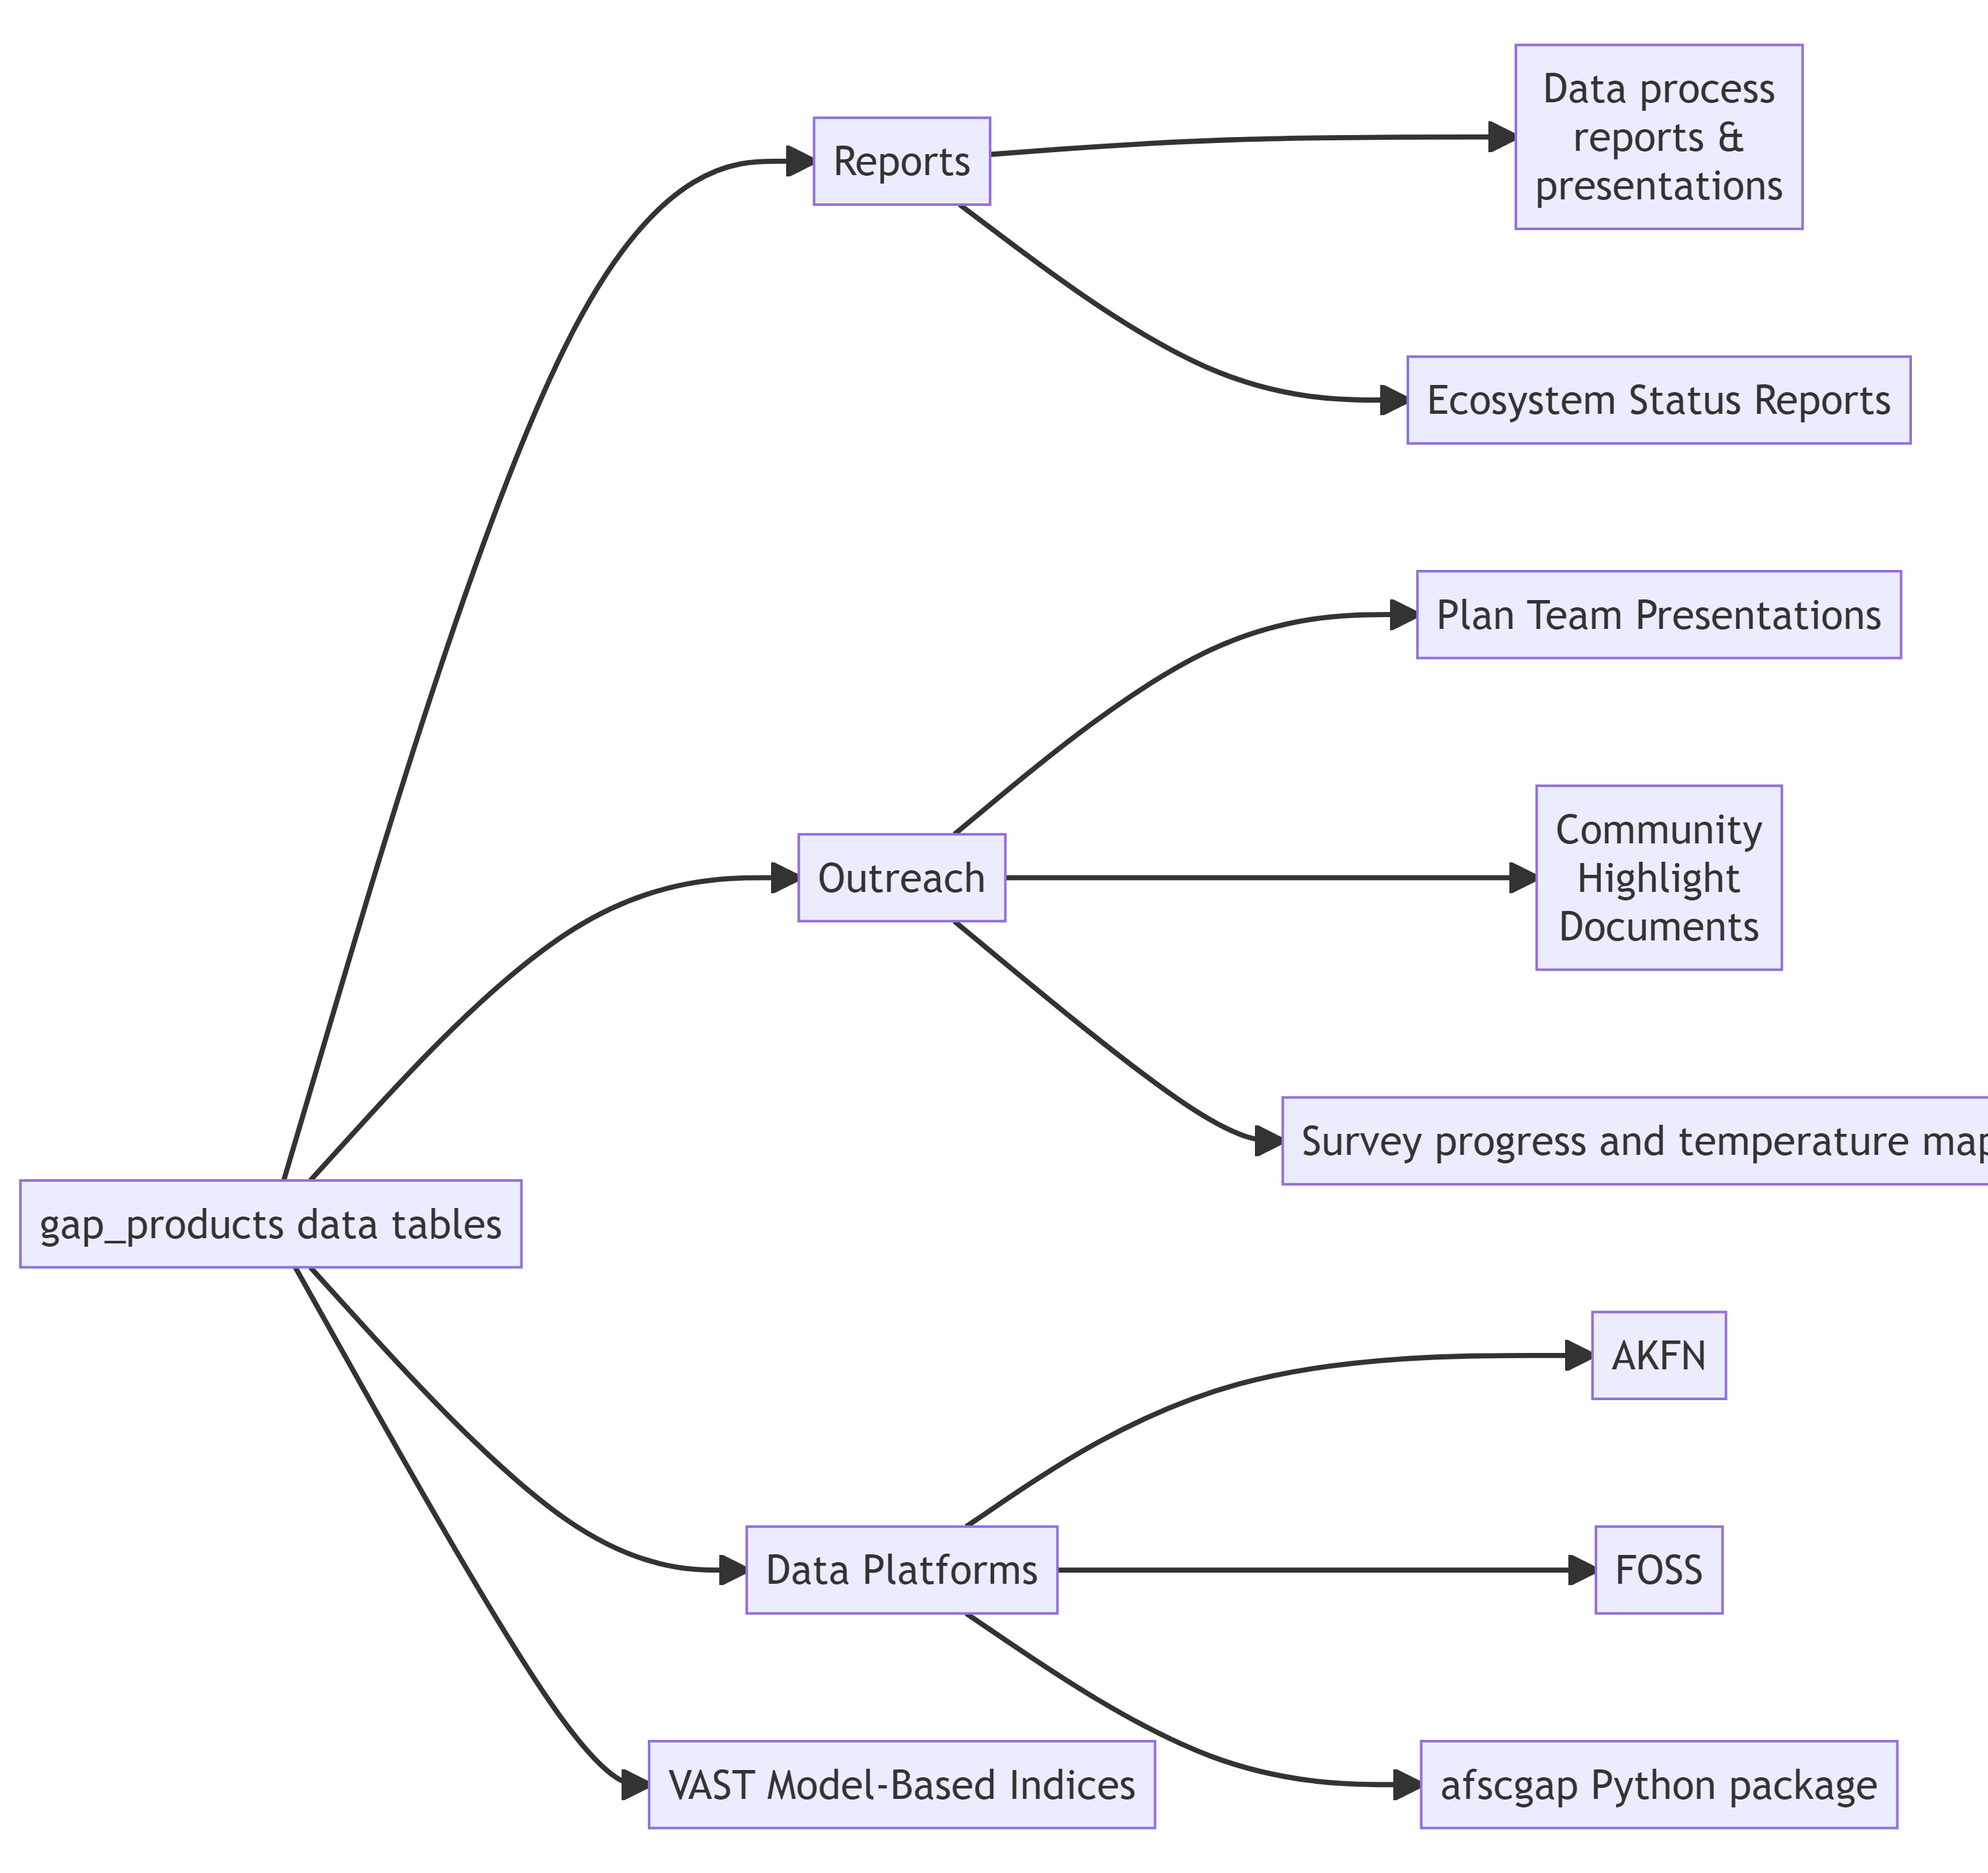 Data process
reports &
presentations
Reports
Ecosystem Status Reports
Plan Team Presentations
Community
Highlight
Documents
Outreach
Survey progress and temperature
gap_products data tables
AKFN
Data Platforms
FOSS
VAST Model-Based Indices
afscgap Python package